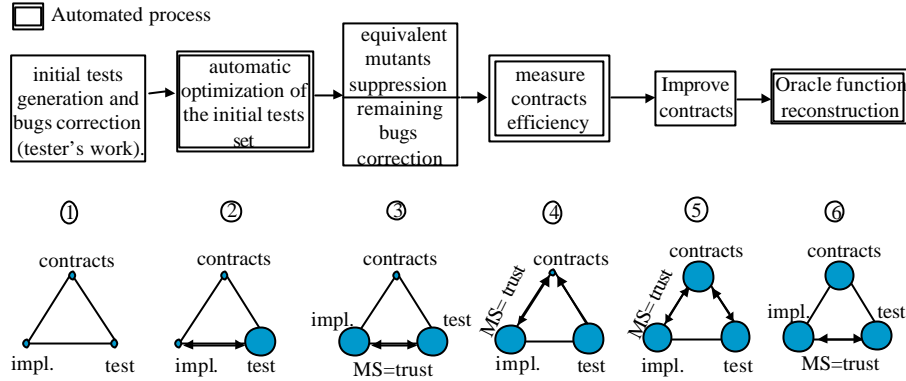 Automated process
initial tests
generation and
bugs correction
(tester's work).
automatic
optimization of
the initial tests
set
equivalent
mutants
suppression
remaining
bugs
correction
measure
contracts
efficiency
Improve
contracts
Oracle function
reconstruction
1
2
3
4
5
6
contracts
impl.
test
contracts
impl.
test
contracts
impl.
test
MS=trust
contracts
MS= trust
impl.
test
contracts
MS= trust
impl.
test
contracts
impl.
test
MS=trust